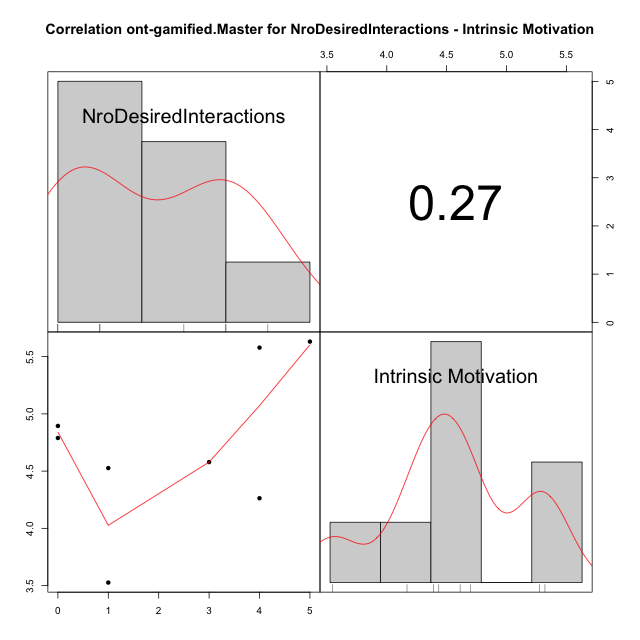 Correlation ont-gamified.Master for NroDesiredInteractions - Intrinsic Motivation
3.5 4.0 4.5 5.0 5.5
NroDesiredInteractions
0.27
5
4
3
2
1
0
5.5
5.0
4.5
4.0
3.5
Intrinsic Motivation
0 1 2 3 4 5